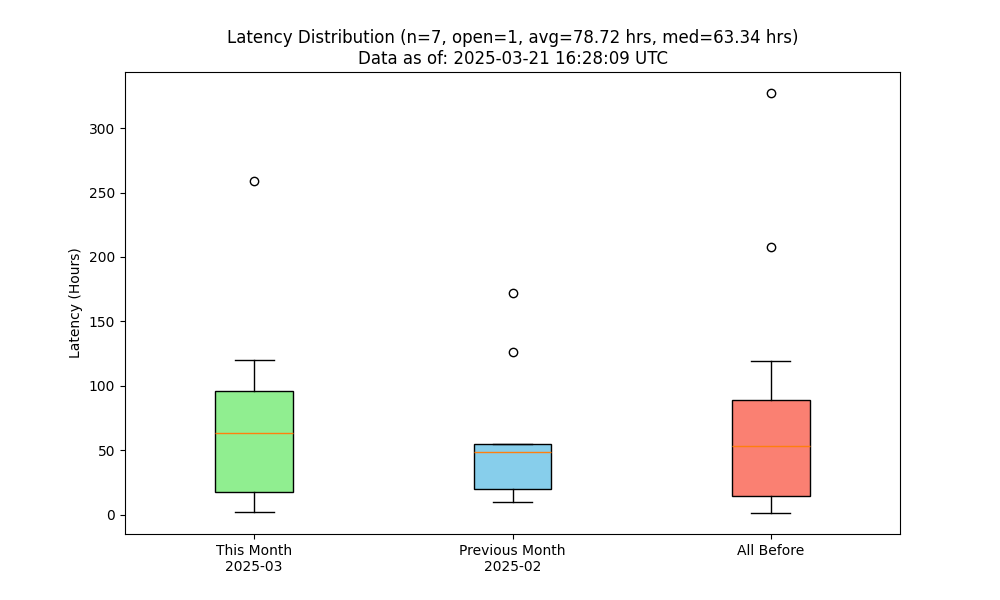 Latency Distribution (n=7, open=1, avg=78.72 hrs, med=63.34 hrs)
Data as of: 2025-03-21 16:28:09 UTC
Latency (Hours)
300
250
200
150
100
50
0
This Month
2025-03
Previous Month
2025-02
All Before